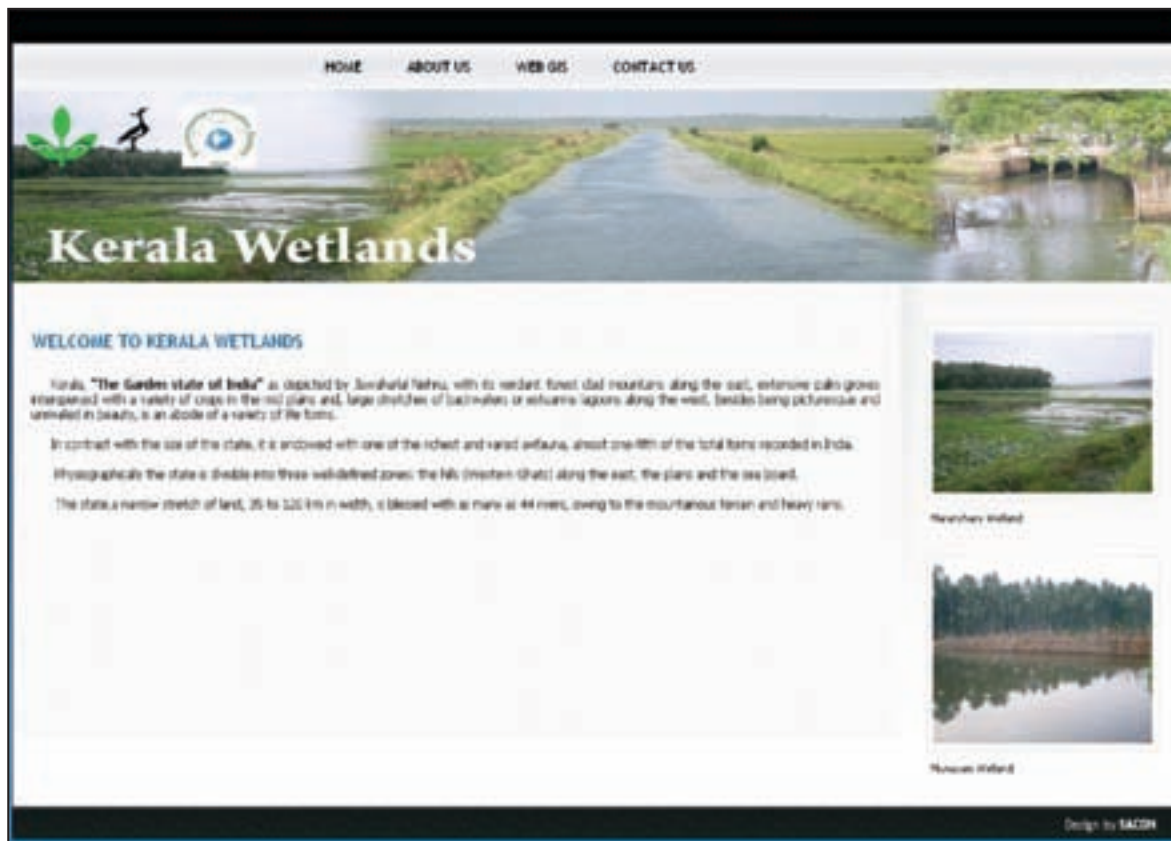 HOME ABOUT US WEB GIS CONTACT US
Kerala Wetlands
WELCOME TO KERALA WETLANDS
Kerala, "The Garden state of India" as depicted by Jawaharlal Nehru, with its verdant forest clad mountains along the east, extensive palm groves
interspersed with a variety of crops in the mid plains and, large stretches of backwaters or estuarine lagoons along the west, besides being picturesque and
unrivalled in beauty, is an abode of a variety of life forms.
In contrast with the size of the state, it is endowed with one of the richest and varied avifauna, almost one-fifth of the total forms recorded in India.
Physiographically the state is divisible into three well-defined zones: the hills (Western Ghats) along the east, the plains and the sea board.
The state,a narrow stretch of land, 35 to 120 km in width, is blessed with as many as 44 rivers, owing to the mountainous terrain and heavy rains.
Wetland
Wetland
Design by SACON